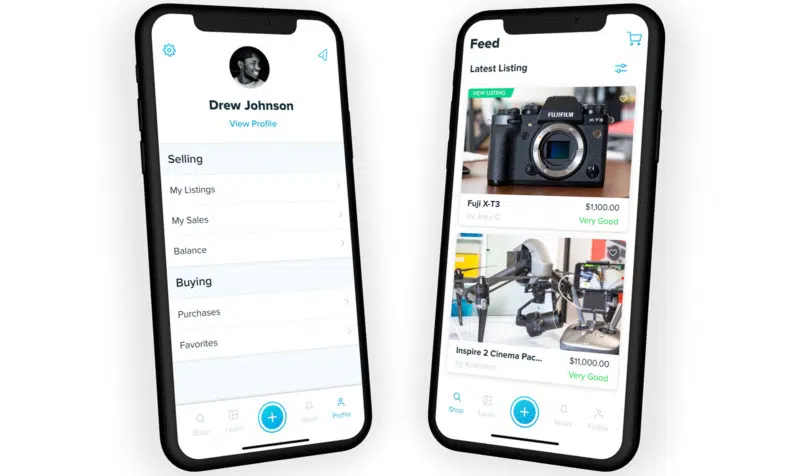 Drew Johnson
View Profile
Selling
My Listings
My Sales
Balance
Buying
Purchases
Favorites
Shop
Learn
News
Profile
Feed
Latest Listing
NEW LISTING
FUJIFILM
X-T3
Fuji X-T3
$1,100.00
by Joey G
Very Good
Inspire 2 Cinema Pac...
$11,000.00
Very Good
Shop
Learn
News
Profile